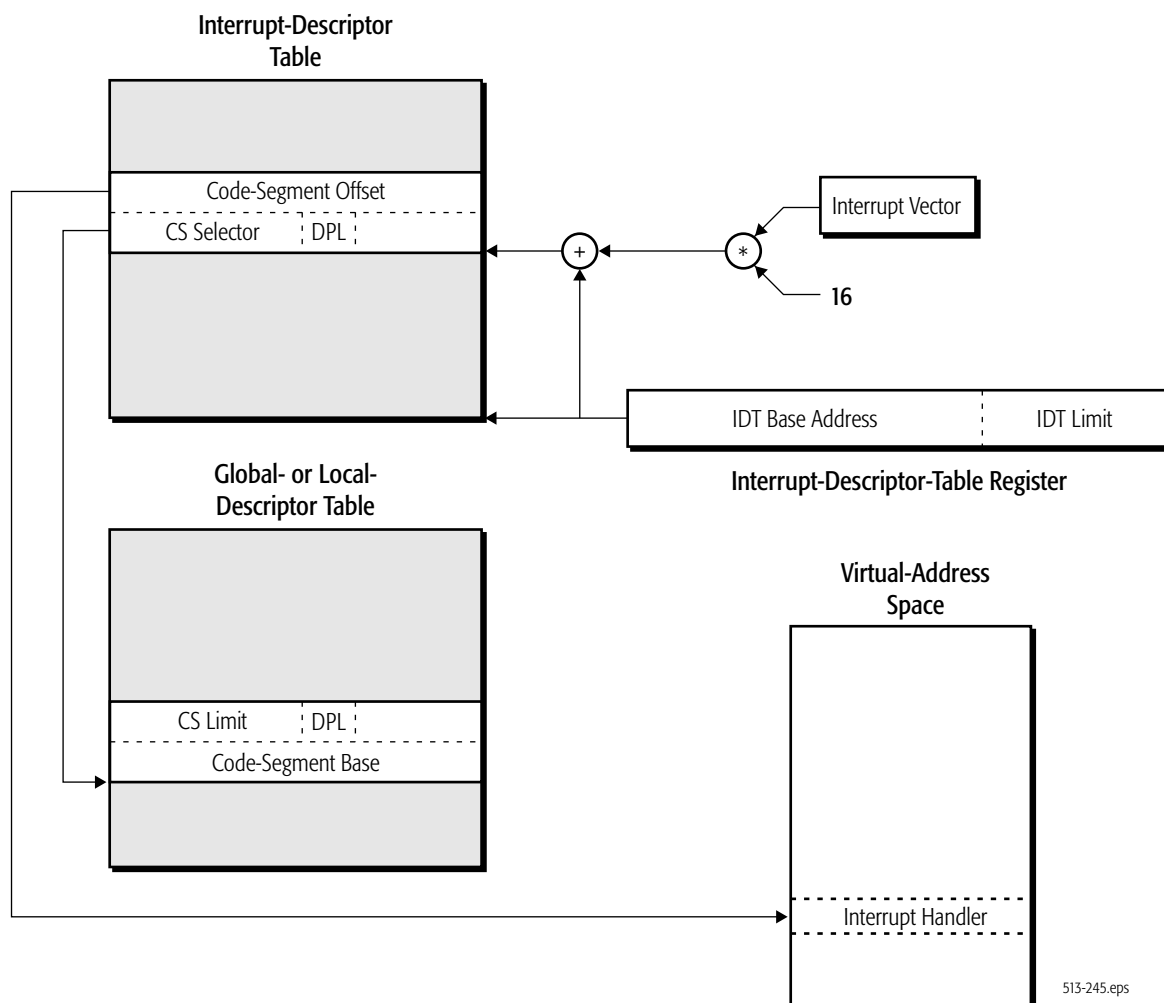 Interrupt-Descriptor
Table
Code-Segment Offset
CS Selector
DPL
Interrupt Vector
+
*
16
IDT Base Address
IDT Limit
Interrupt-Descriptor-Table Register
Global- or Local-
Descriptor Table
CS Limit
DPL
Code-Segment Base
Virtual-Address
Space
Interrupt Handler
513-245.eps